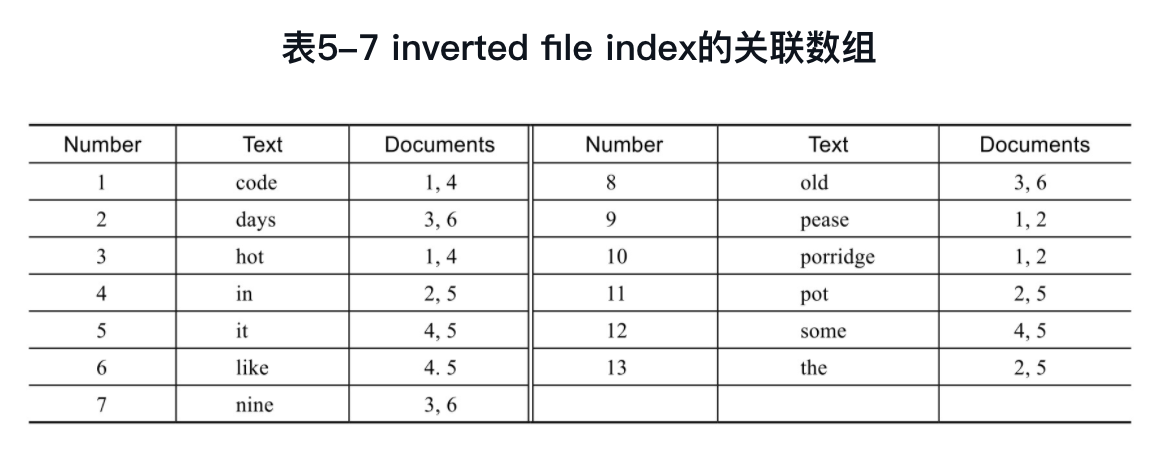 表5–7 inverted file index的关联数组
Number Text Documents Number Text Documents
1 code 1, 4 8 old 3, 6
2 days 3, 6 9 pease 1, 2
3 hot 1, 4 10 porridge 1, 2
4 in 2, 5 11 pot 2, 5
5 it 4, 5 12 some 4, 5
6 like 4. 5 13 the 2, 5
7 nine 3, 6